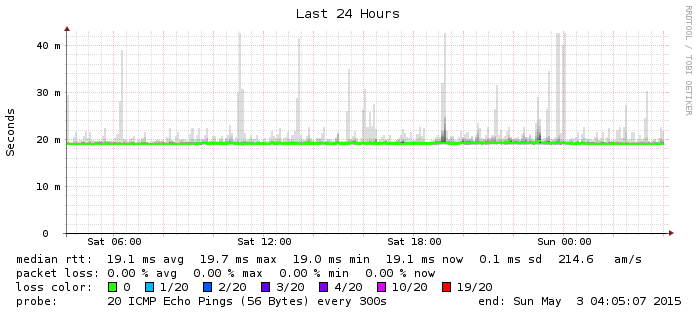 Last 24 Hours
RRDTOOL / TOBI OETIKER
Seconds
40 m
30 m
20 m
10 m
0
Sat 06:00 Sat 12:00 Sat 18:00 Sun 00:00
median rtt: 19.1 ms avg 19.7 ms max 19.0 ms min 19.1 ms now 0.1 ms sd 214.6 am/s
packet loss: 0.00 % avg 0.00 % max 0.00 % min 0.00 % now
loss color: 0 1/20 2/20 3/20 4/20 10/20 19/20
probe: 20 ICMP Echo Pings (56 Bytes) every 300s end: Sun May 3 04:05:07 2015